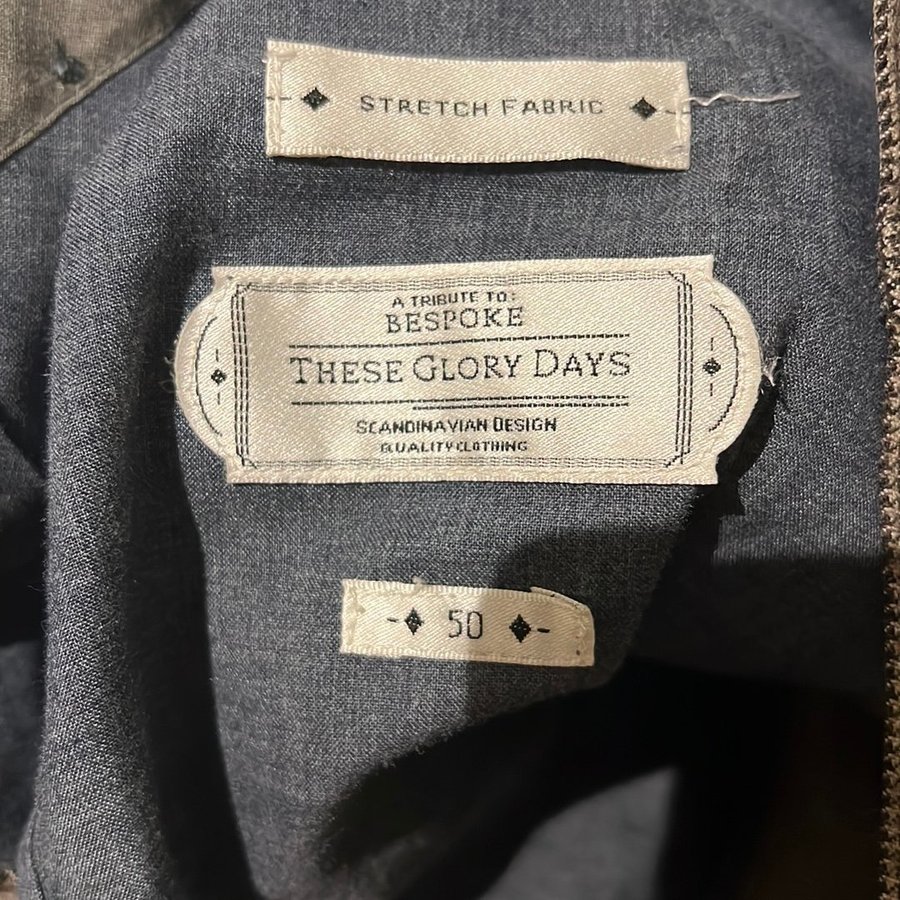 STRETCH FABRIC
A TRIBUTE TO:
BESPOKE
THESE GLORY DAYS
SCANDINAVIAN DESIGN
QUALITY CLOTHING
50